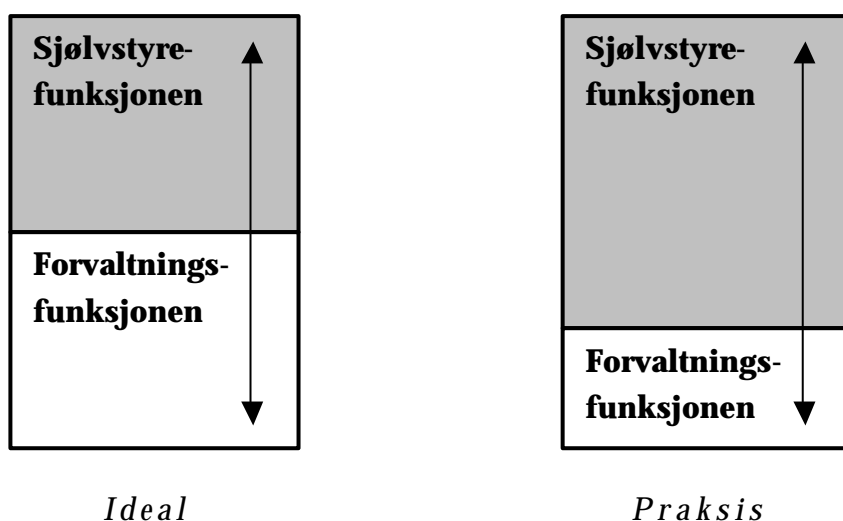 Sjølvstyre-
funksjonen
Forvaltnings-
funksjonen
Ideal
Sjølvstyre-
funksjonen
Forvaltnings-
funksjonen
Praksis